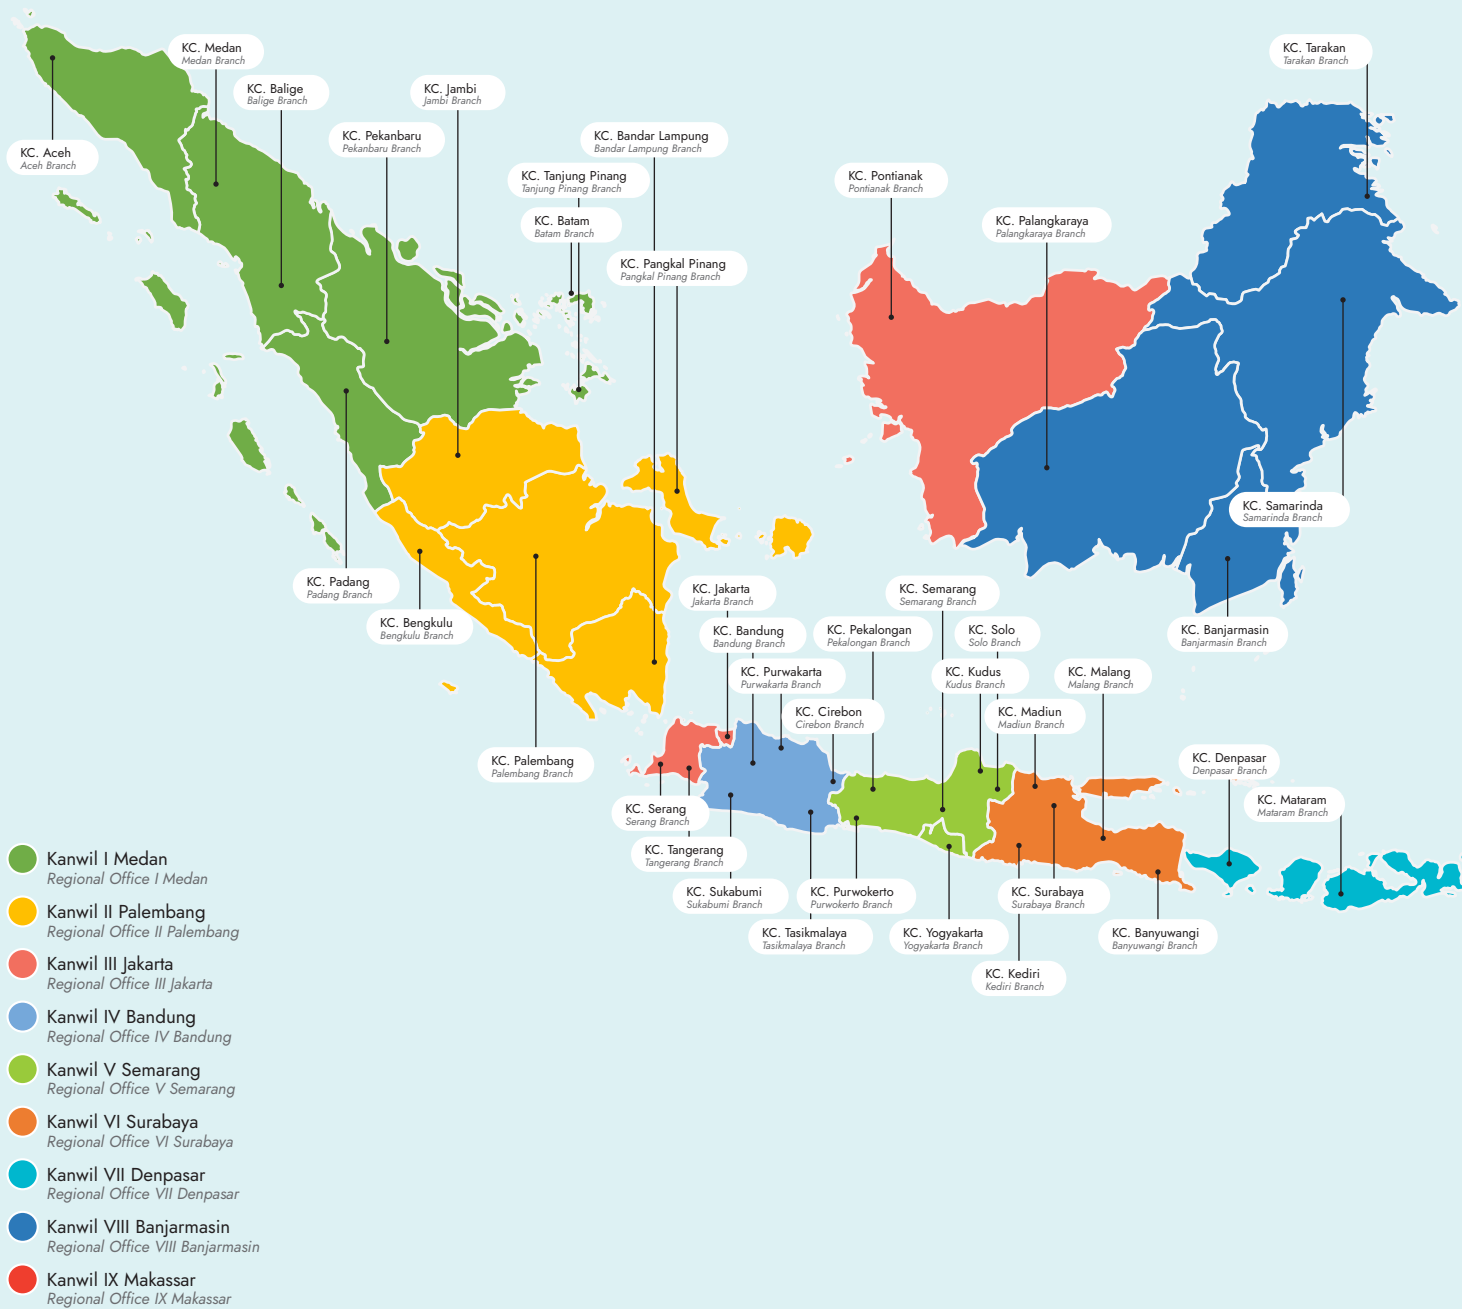 KC. Medan
Medan Branch
KC. Tarakan
Tarakan Branch
KC. Balige
Balige Branch
KC. Jambi
Jambi Branch
KC. Pekanbaru
Pekanbaru Branch
KC. Bandar Lampung
Bandar Lampung Branch
KC. Aceh
Aceh Branch
KC. Tanjung Pinang
Tanjung Pinang Branch
KC. Pontianak
Pontianak Branch
KC. Batam
Batam Branch
KC. Palangkaraya
Palangkaraya Branch
KC. Pangkal Pinang
Pangkal Pinang Branch
KC. Samarinda
Samarinda Branch
KC. Padang
Padang Branch
KC. Jakarta
Jakarta Branch
KC. Semarang
Semarang Branch
KC. Bengkulu
Bengkulu Branch
KC. Bandung
Bandung Branch
KC. Pekalongan
Pekalongan Branch
KC. Solo
Solo Branch
KC. Banjarmasin
Banjarmasin Branch
KC. Purwakarta
Purwakarta Branch
KC. Kudus
Kudus Branch
KC. Malang
Malang Branch
KC. Cirebon
Cirebon Branch
KC. Madiun
Madiun Branch
KC. Palembang
Palembang Branch
KC. Denpasar
Denpasar Branch
KC. Serang
Serang Branch
KC. Mataram
Mataram Branch
KC. Tangerang
Tangerang Branch
KC. Sukabumi
Sukabumi Branch
KC. Purwokerto
Purwokerto Branch
KC. Surabaya
Surabaya Branch
KC. Tasikmalaya
Tasikmalaya Branch
KC. Yogyakarta
Yogyakarta Branch
KC. Banyuwangi
Banyuwangi Branch
KC. Kediri
Kediri Branch
Kanwil I Medan
Regional Office I Medan
Kanwil II Palembang
Regional Office II Palembang
Kanwil III Jakarta
Regional Office III Jakarta
Kanwil IV Bandung
Regional Office IV Bandung
Kanwil V Semarang
Regional Office V Semarang
Kanwil VI Surabaya
Regional Office VI Surabaya
Kanwil VII Denpasar
Regional Office VII Denpasar
Kanwil VIII Banjarmasin
Regional Office VIII Banjarmasin
Kanwil IX Makassar
Regional Office IX Makassar